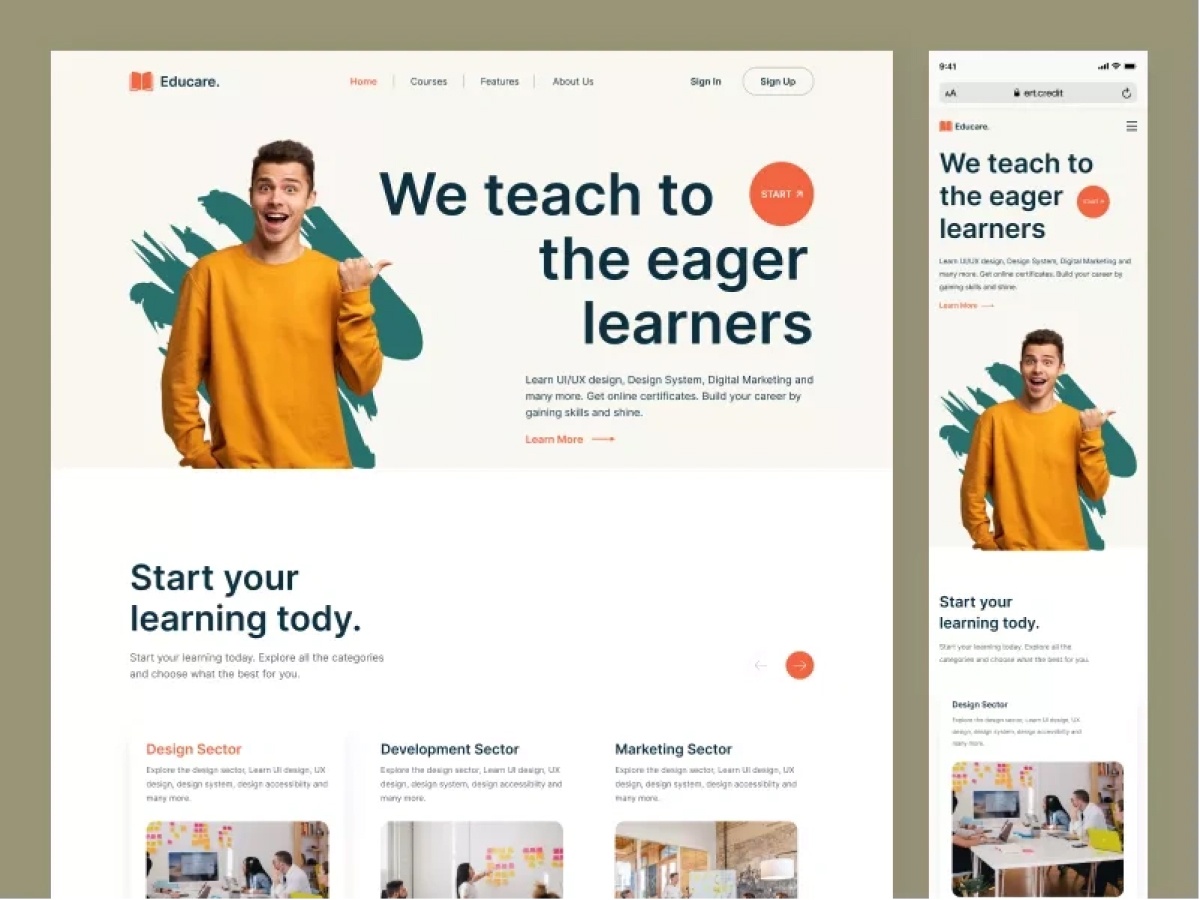 Educare.
Home
Courses
Features
About Us
Sign In
Sign Up
We teach to
START
the eager
learners
Learn UI/UX design, Design System, Digital Marketing and
many more. Get online certificates. Build your career by
gaining skills and shine.
Learn More
Start your
learning tody.
Start your learning today. Explore all the categories
and choose what the best for you.
Design Sector
Explore the design sector, Learn UI design, UX
design, design system, design accessibiity and
many more.
Development Sector
Explore the design sector, Learn UI design, UX
design, design system, design accessibiity and
many more.
Marketing Sector
Explore the design sector, Learn UI design, UX
design, design system, design accessibiity and
many more.
9:41
AA
ert.credit
Educare.
We teach to
the eager
START
learners
Learn UI/UX design, Design System, Digital Marketing and
many more. Get online certificates. Build your career by
gaining skills and shine.
Learn More
Start your
learning tody.
Start your learning today. Explore all the
categories and choose what the best for you.
Design Sector
Explore the design sector, Learn UI design, UX
design, design system, design accessibiity and
many more.